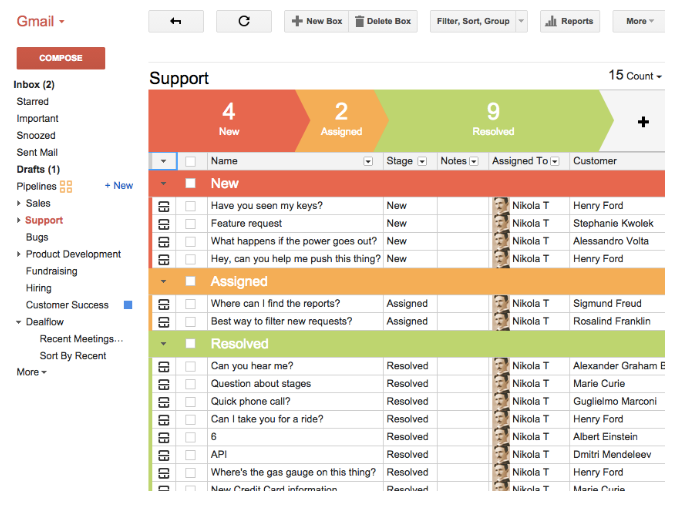 Gmail
New Box Delete Box Filter, Sort, Group Reports More
COMPOSE
Inbox (2)
Starred
Important
Snoozed
Sent Mail
Drafts (1)
Pipelines + New
Sales
Support
Bugs
Product Development
Fundraising
Hiring
Customer Success
Dealflow
Recent Meetings...
Sort By Recent
More
Support 15 Count
4 2 9
New Assigned Resolved
Name Stage Notes Assigned To Customer
New
Have you seen my keys? New Nikola T Henry Ford
Feature request New Nikola T Stephanie Kwolek
What happens if the power goes out? New Nikola T Alessandro Volta
Hey, can you help me push this thing? New Nikola T Henry Ford
Assigned
Where can I find the reports? Assigned Nikola T Sigmund Freud
Best way to filter new requests? Assigned Nikola T Rosalind Franklin
Resolved
Can you hear me? Resolved Nikola T Alexander Graham B
Question about stages Resolved Nikola T Marie Curie
Quick phone call? Resolved Nikola T Guglielmo Marconi
Can I take you for a ride? Resolved Nikola T Henry Ford
6 Resolved Nikola T Albert Einstein
API Resolved Nikola T Dmitri Mendeleev
Where's the gas gauge on this thing? Resolved Nikola T Henry Ford
New Credit Card information Resolved Nikola T Marie Curie